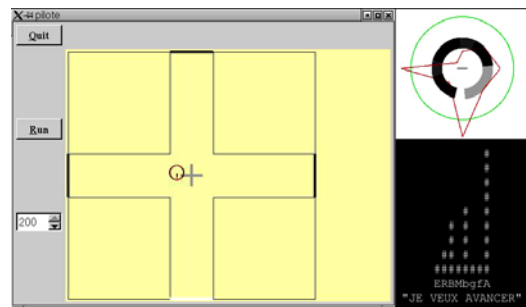 pilote
Quit
Run
200
#
#
#
#
# #
# # #
# # #
## # #
########
ERBMbgfA
"JE VEUX AVANCER"